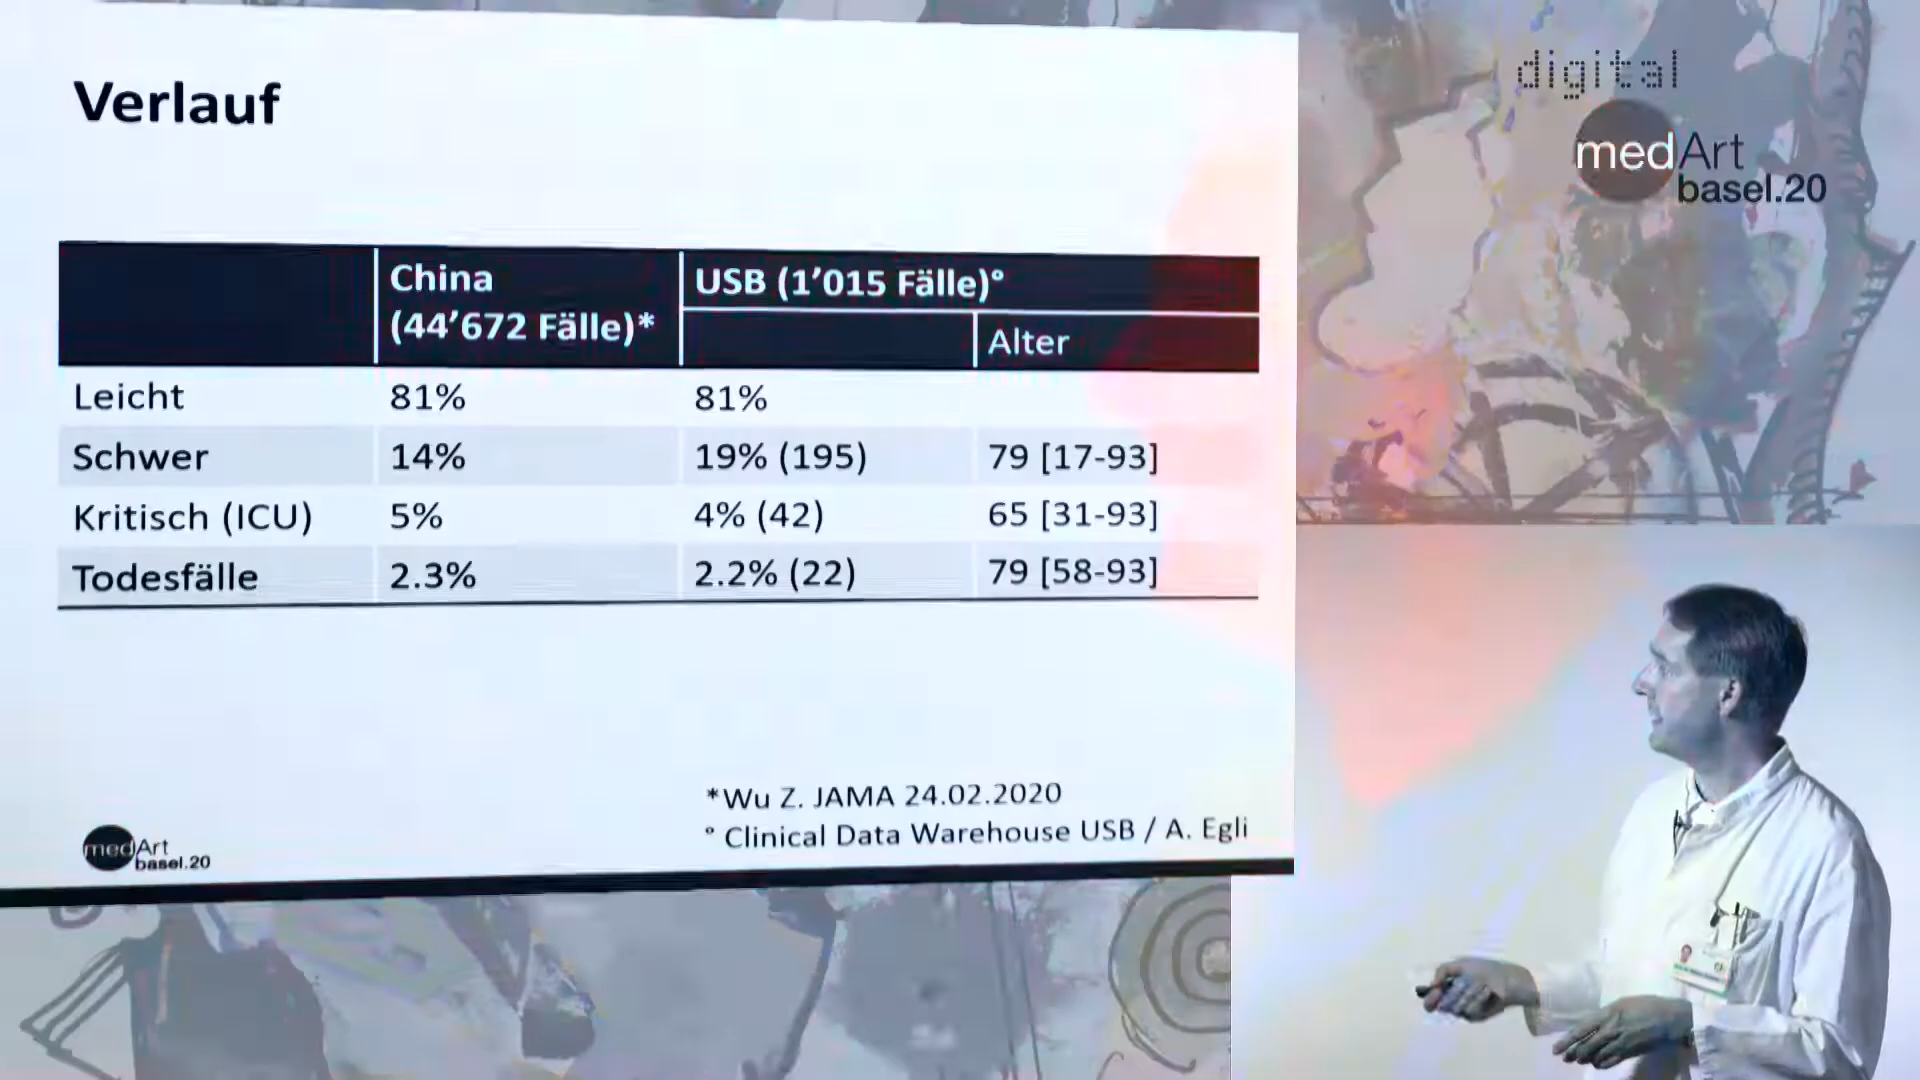 Verlauf
China
(44’672 Fälle)*
USB (1’015 Fälle)°
Alter
Leicht 81% 81%
Schwer 14% 19% (195) 79 [17-93]
Kritisch (ICU) 5% 4% (42) 65 [31-93]
Todesfälle 2.3% 2.2% (22) 79 [58-93]
*Wu Z. JAMA 24.02.2020
° Clinical Data Warehouse USB / A. Egli
medArt
basel.20
digital
medArt
basel.20